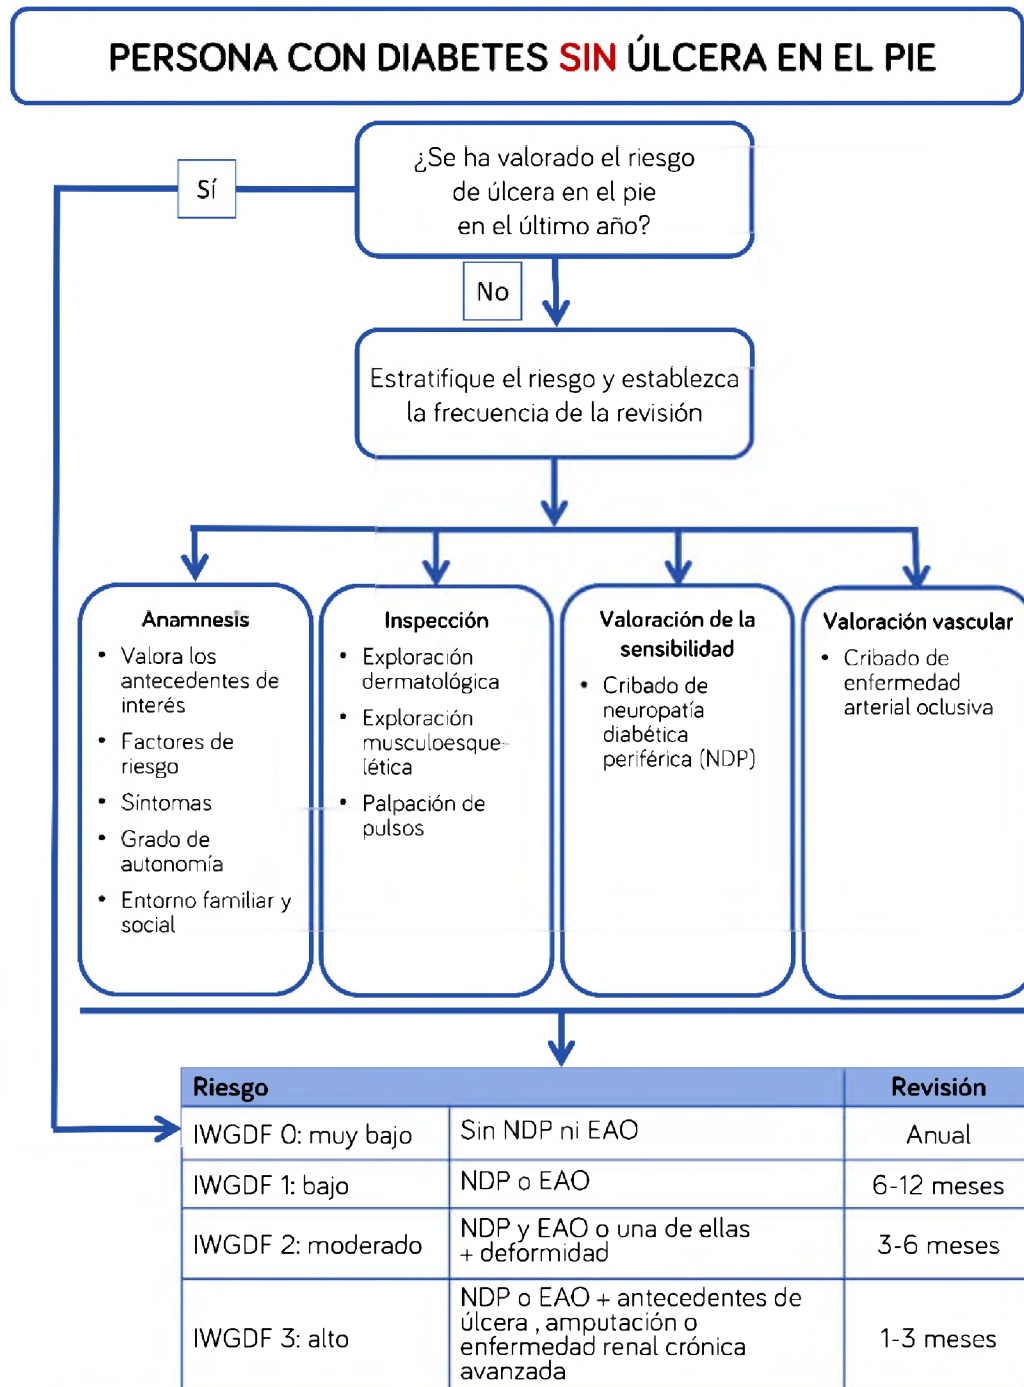 PERSONA CON DIABETES SIN ÚLCERA EN EL PIE
¿Se ha valorado el riesgo
de úlcera en el pie
en el último año?
Sí
No
Estratifique el riesgo y establezca
la frecuencia de la revisión
Anamnesis
• Valora los
antecedentes de
interés
• Factores de
riesgo
• Síntomas
• Grado de
autonomía
• Entorno familiar y
social
Inspección
• Exploración
dermatológica
• Exploración
musculoesque-
lética
• Palpación de
pulsos
Valoración de la
sensibilidad
• Cribado de
neuropatía
diabética
periférica (NDP)
Valoración vascular
• Cribado de
enfermedad
arterial oclusiva
Riesgo Revisión
IWGDF 0: muy bajo Sin NDP ni EAO Anual
IWGDF 1: bajo NDP o EAO 6-12 meses
IWGDF 2: moderado NDP y EAO o una de ellas
+ deformidad 3-6 meses
IWGDF 3: alto NDP o EAO + antecedentes de
úlcera , amputación o
enfermedad renal crónica
avanzada 1-3 meses